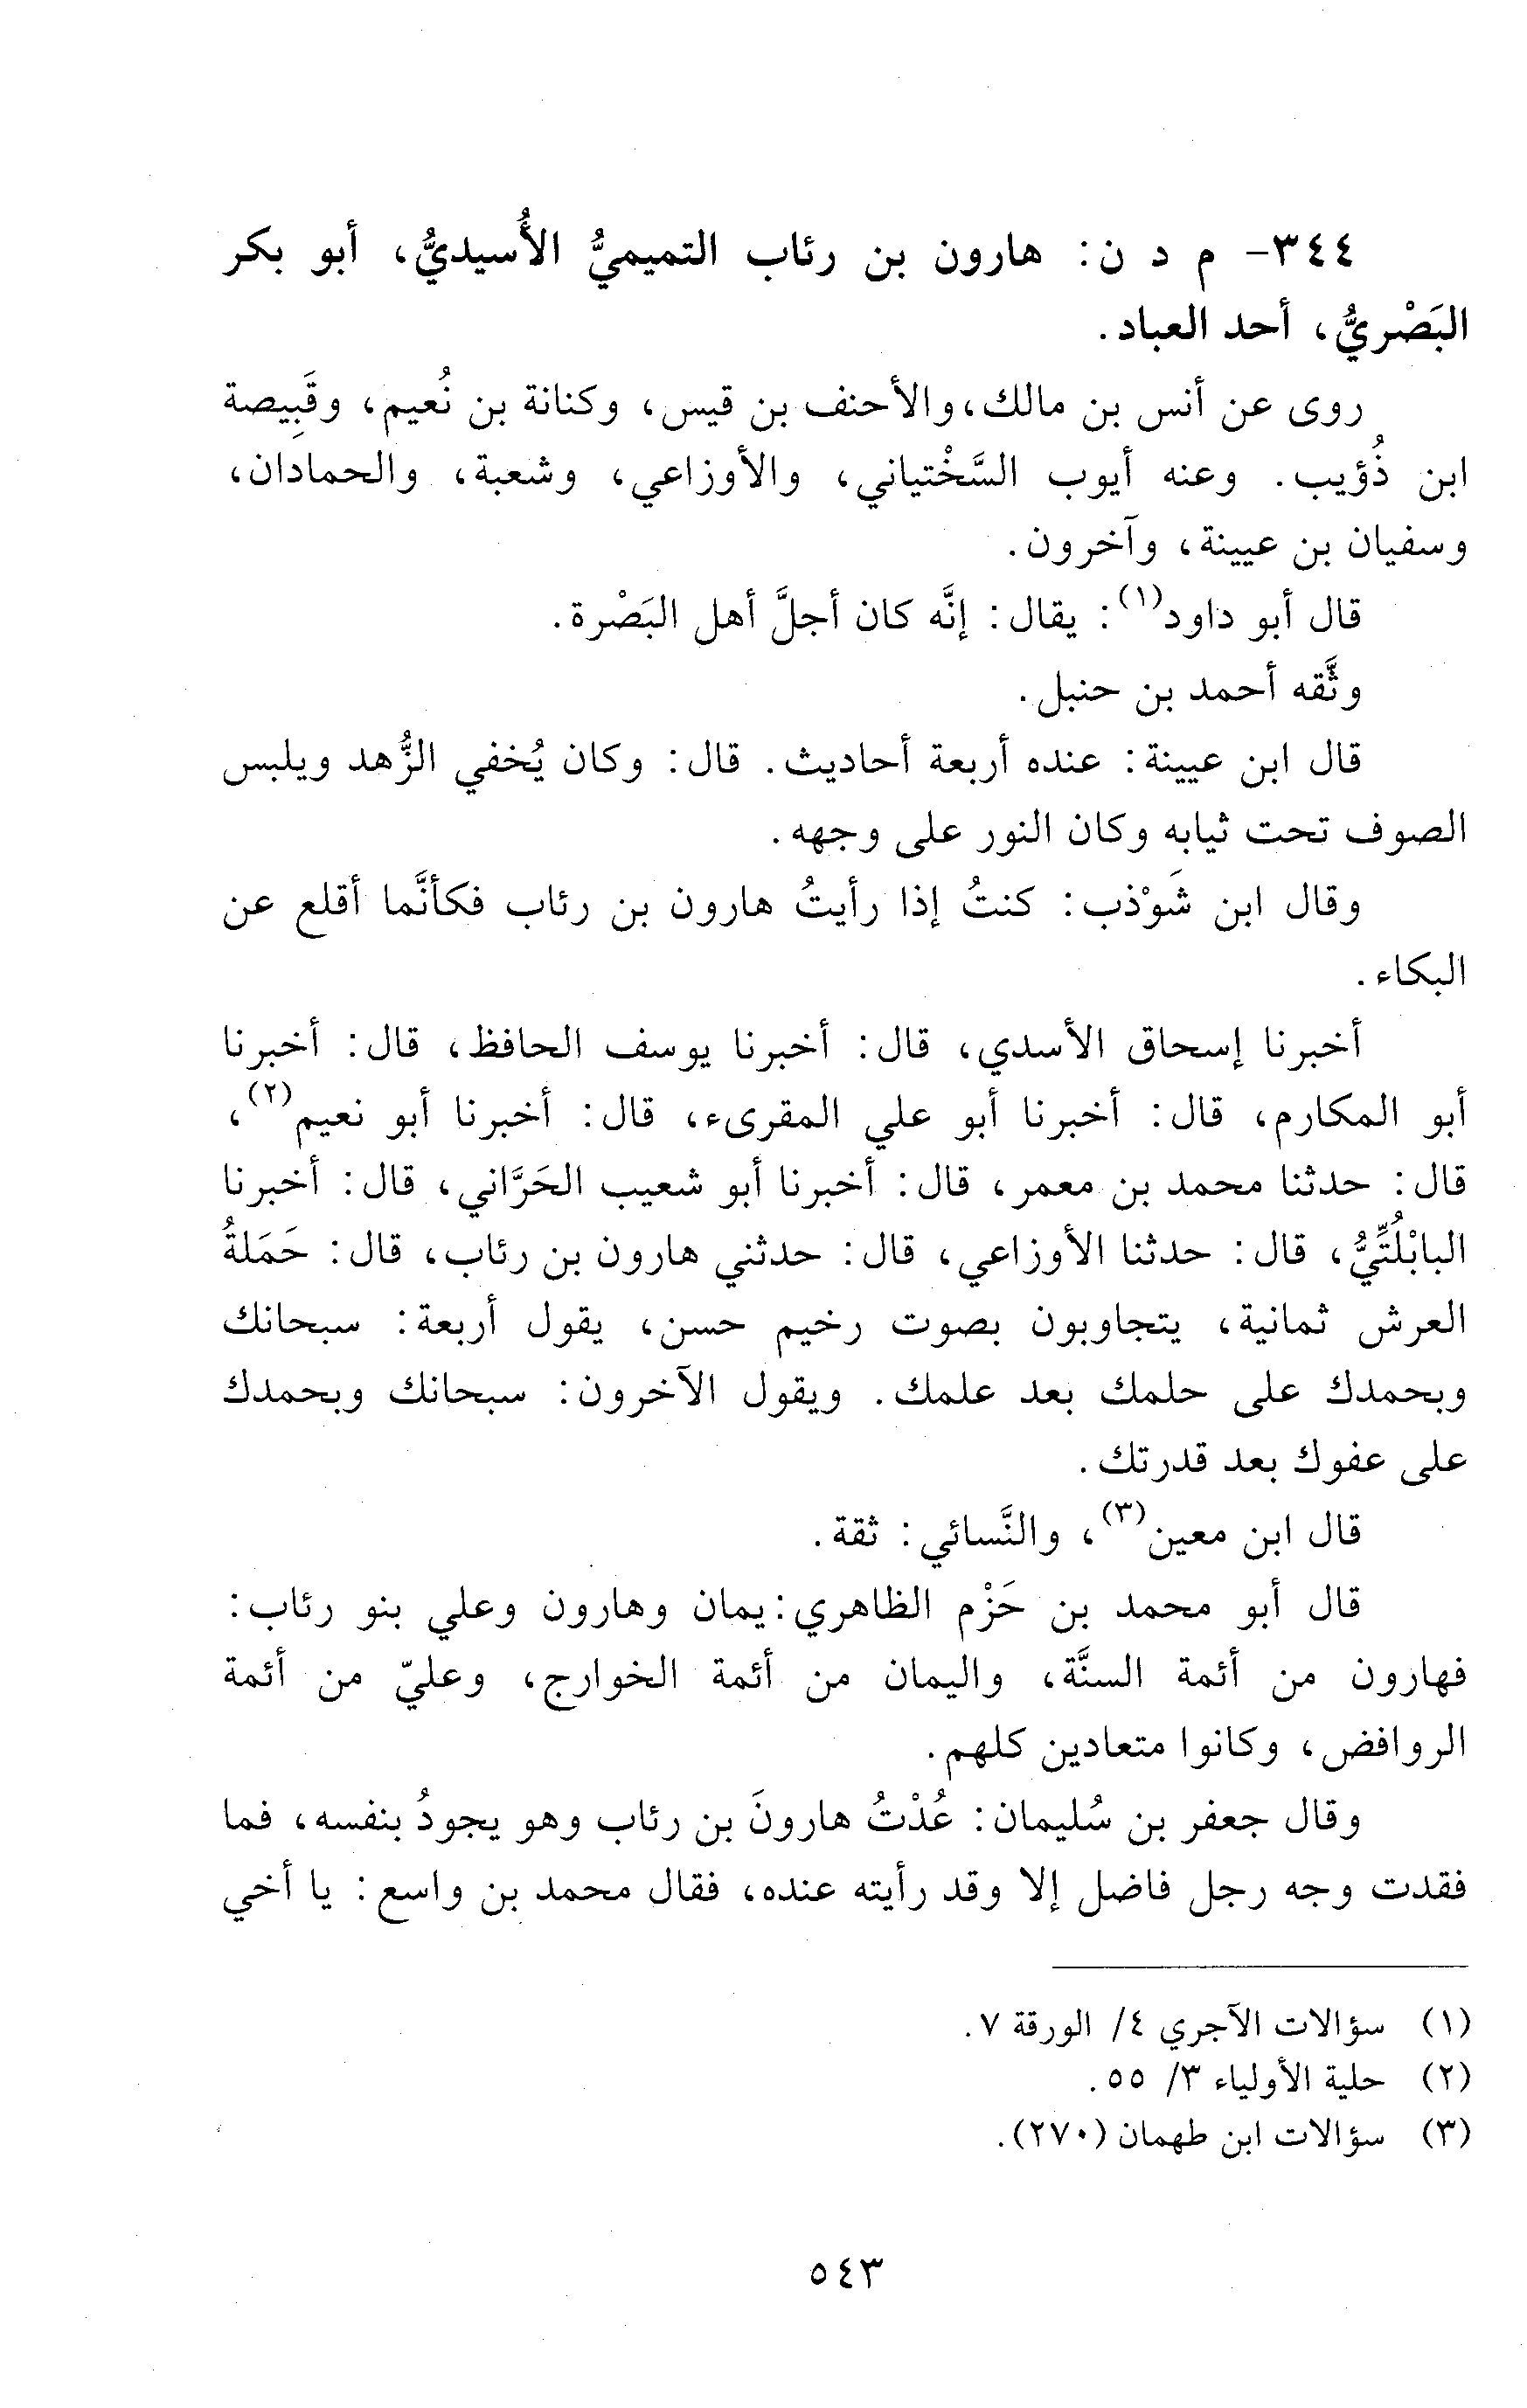 ٣٤٤- م د ن: هارون بن رئاب التميميُّ الأُسيديُّ، أبو بكر
البَصْريُّ، أحد العباد.
روى عن أنس بن مالك، والأحنف بن قيس، وكنانة بن نُعيم، وقَبِيصة
ابن ذُؤيب. وعنه أيوب السَّخْتياني، والأوزاعي، وشعبة، والحمادان،
وسفيان بن عيينة، وآخرون.
قال أبو داود(١): يقال: إنَّه كان أجلَّ أهل البَصْرة.
وثَّقه أحمد بن حنبل.
قال ابن عيينة: عنده أربعة أحاديث. قال: وكان يُخفي الزُّهد ويلبس
الصوف تحت ثيابه وكان النور على وجهه.
وقال ابن شَوْذب: كنتُ إذا رأيتُ هارون بن رئاب فكأنَّما أقلع عن
البكاء.
أخبرنا إسحاق الأسدي، قال: أخبرنا يوسف الحافظ، قال: أخبرنا
أبو المكارم، قال: أخبرنا أبو علي المقرىء، قال: أخبرنا أبو نعيم(٢)،
قال: حدثنا محمد بن معمر، قال: أخبرنا أبو شعيب الحَرَّاني، قال: أخبرنا
البابْلُتِّيُّ، قال: حدثنا الأوزاعي، قال: حدثني هارون بن رئاب، قال: حَمَلةُ
العرش ثمانية، يتجاوبون بصوت رخيم حسن، يقول أربعة: سبحانك
وبحمدك على حلمك بعد علمك. ويقول الآخرون: سبحانك وبحمدك
على عفوك بعد قدرتك.
قال ابن معين(٣)، والنَّسائي: ثقة.
قال أبو محمد بن حَزْم الظاهري: يمان وهارون وعلي بنو رئاب:
فهارون من أئمة السنَّة، واليمان من أئمة الخوارج، وعليّ من أئمة
الروافض، وكانوا متعادين كلهم.
وقال جعفر بن سُليمان: عُدْتُ هارونَ بن رئاب وهو يجودُ بنفسه، فما
فقدت وجه رجل فاضل إلا وقد رأيته عنده، فقال محمد بن واسع: يا أخي
(١) سؤالات الآجري ٤/ الورقة ٧.
(٢) حلية الأولياء ٣/ ٥٥.
(٣) سؤالات ابن طهمان (٢٧٠).
٥٤٣